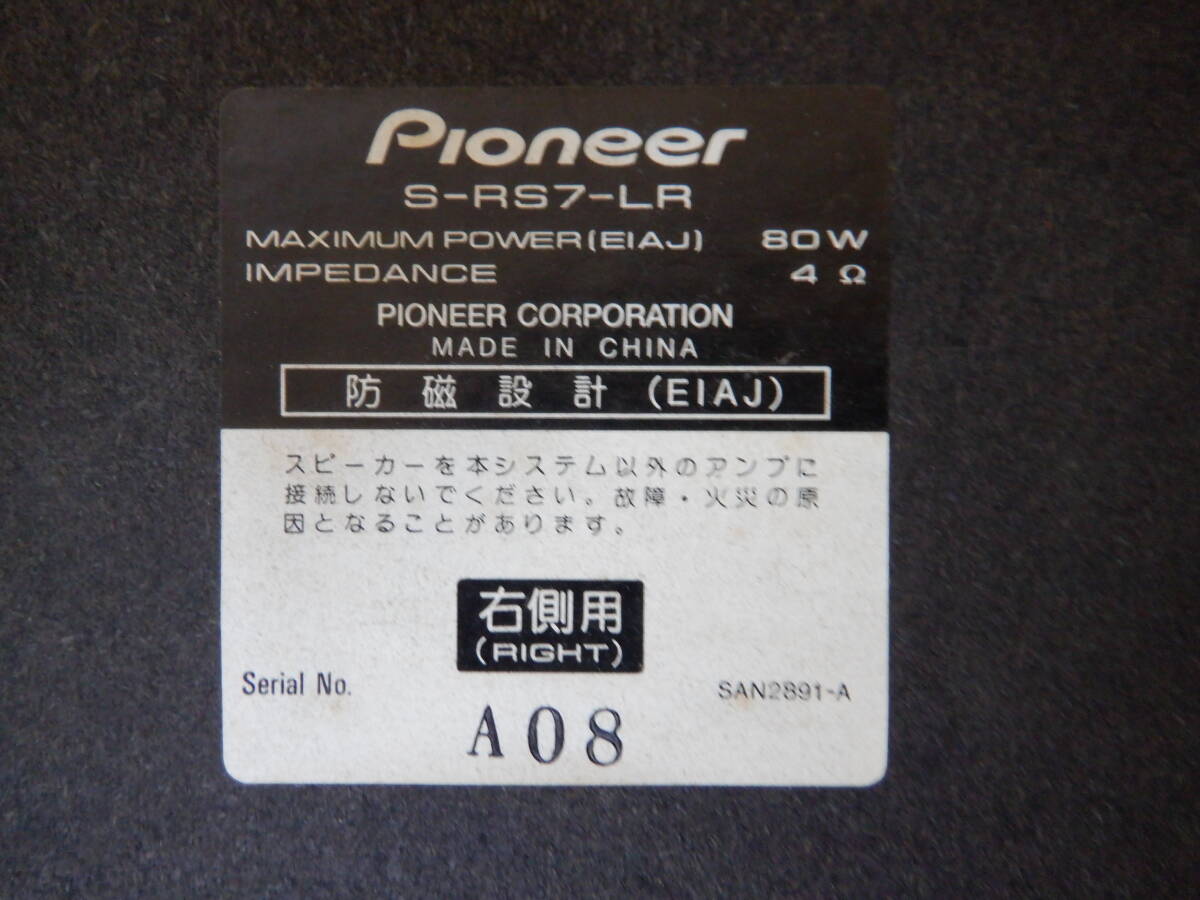 Pioneer
S-RS7-LR
MAXIMUM POWER(EIAJ) 80W
IMPEDANCE 4 Ω
PIONEER CORPORATION
MADE IN CHINA
防磁設計(EIAJ)
スピーカーを本システム以外のアンプに
接続しないでください。故障・火災の原
因となることがあります。
右側用
(RIGHT)
Serial No. SAN2891-A
A08